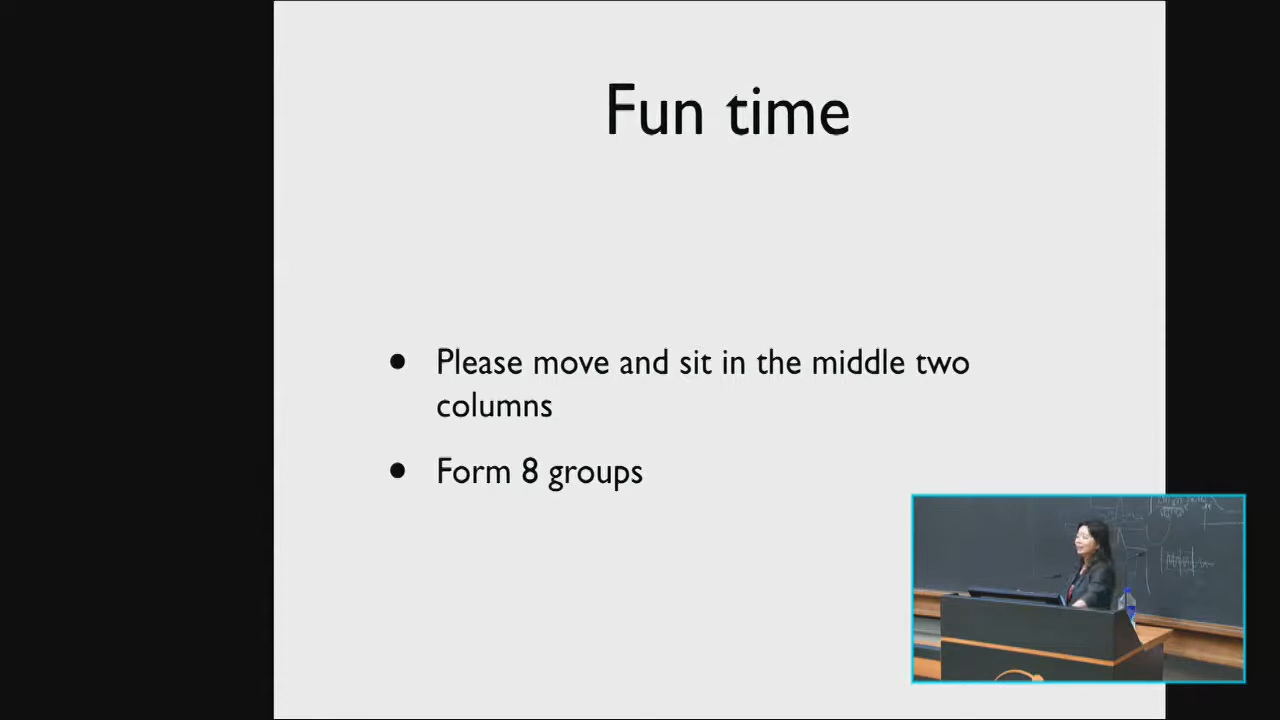 Fun time
● Please move and sit in the middle two
columns
● Form 8 groups